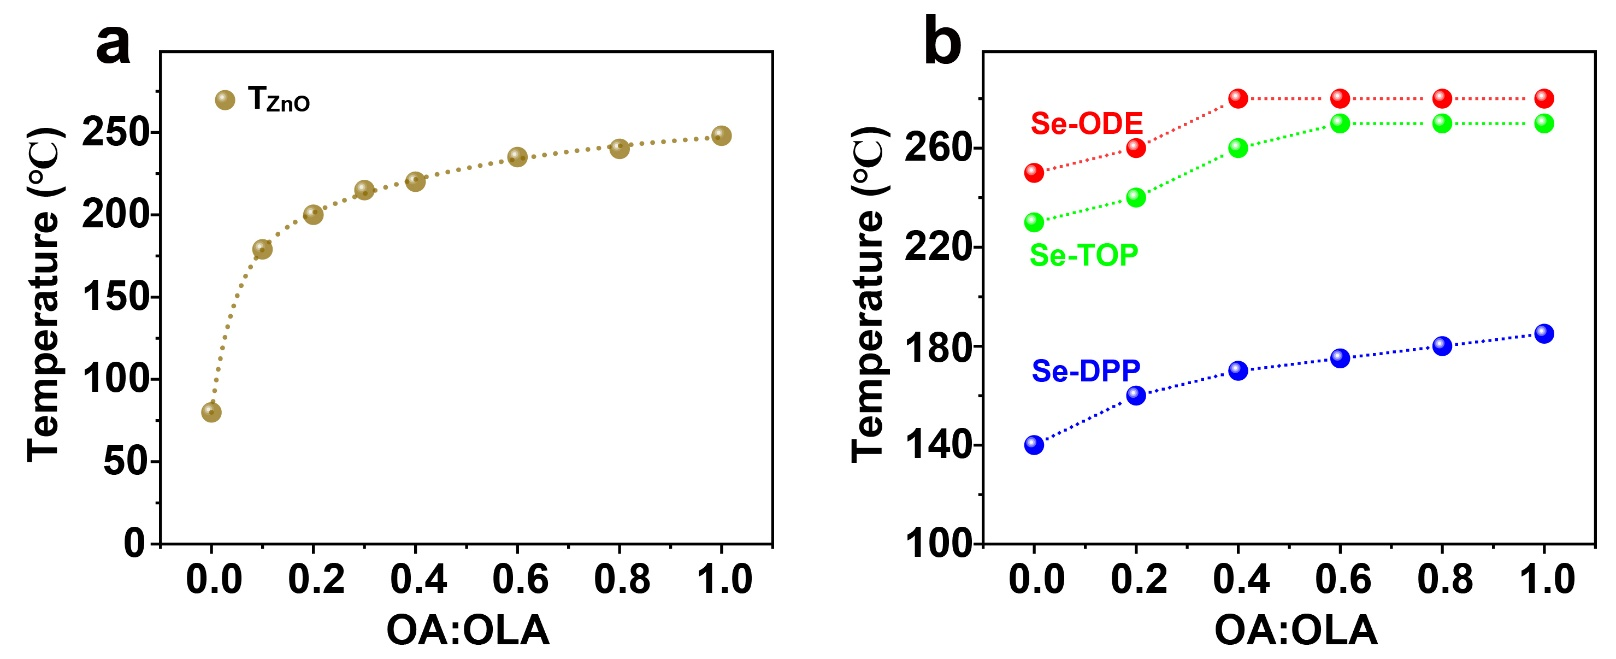 a
T_ZnO
Temperature (°C)
250
200
150
100
50
0
0.0 0.2 0.4 0.6 0.8 1.0
OA:OLA
b
Se-ODE
Se-TOP
Se-DPP
Temperature (°C)
260
220
180
140
100
0.0 0.2 0.4 0.6 0.8 1.0
OA:OLA